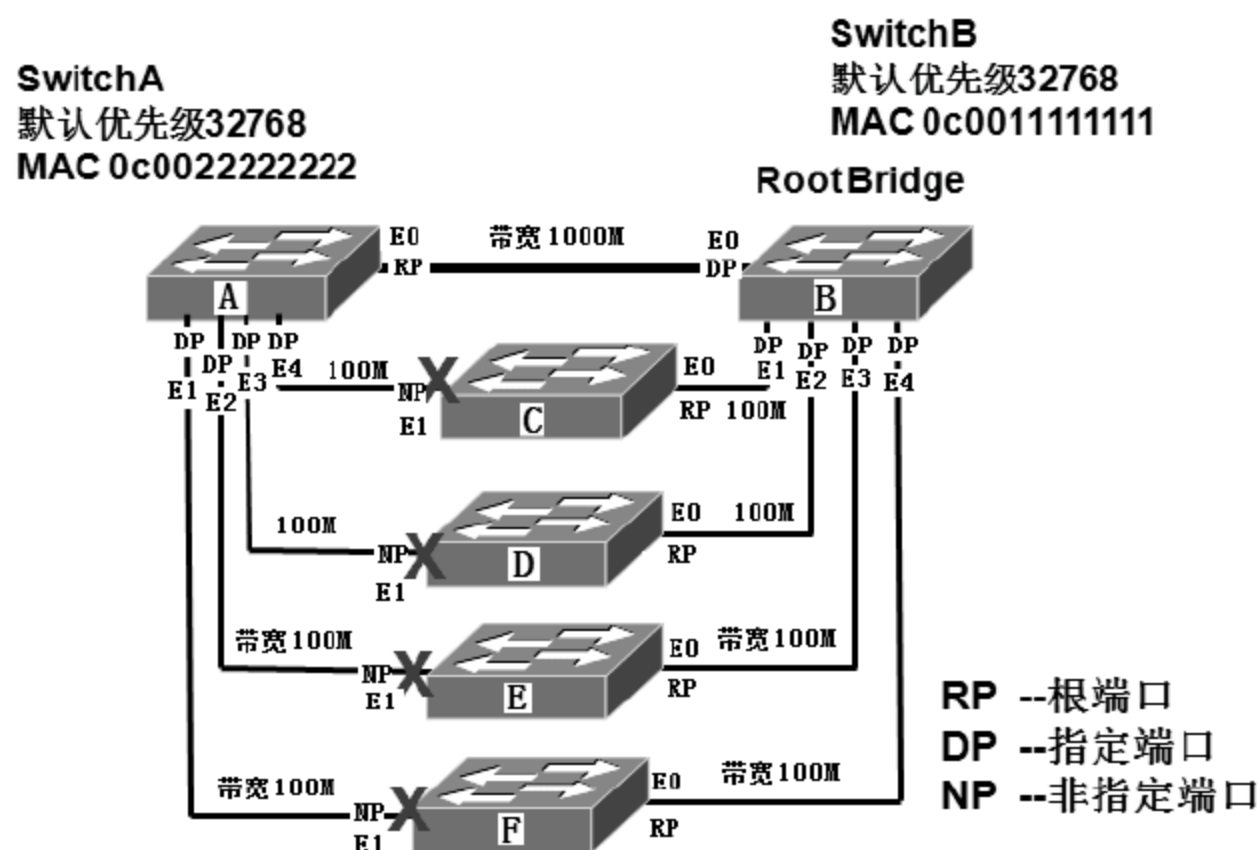 SwitchA
默认优先级32768
MAC 0c0022222222
SwitchB
默认优先级32768
MAC 0c0011111111
RootBridge
E0
RP
带宽1000M
E0
DP
A
B
DP
DP
DP
DP
E1
E2
E3
E4
DP
DP
DP
DP
E1
E2
E3
E4
100M
NP
E1
C
E0
RP 100M
100M
NP
E1
D
E0
100M
RP
带宽100M
NP
E1
E
E0
带宽100M
RP
带宽100M
NP
E1
F
E0
带宽100M
RP
RP --根端口
DP --指定端口
NP --非指定端口